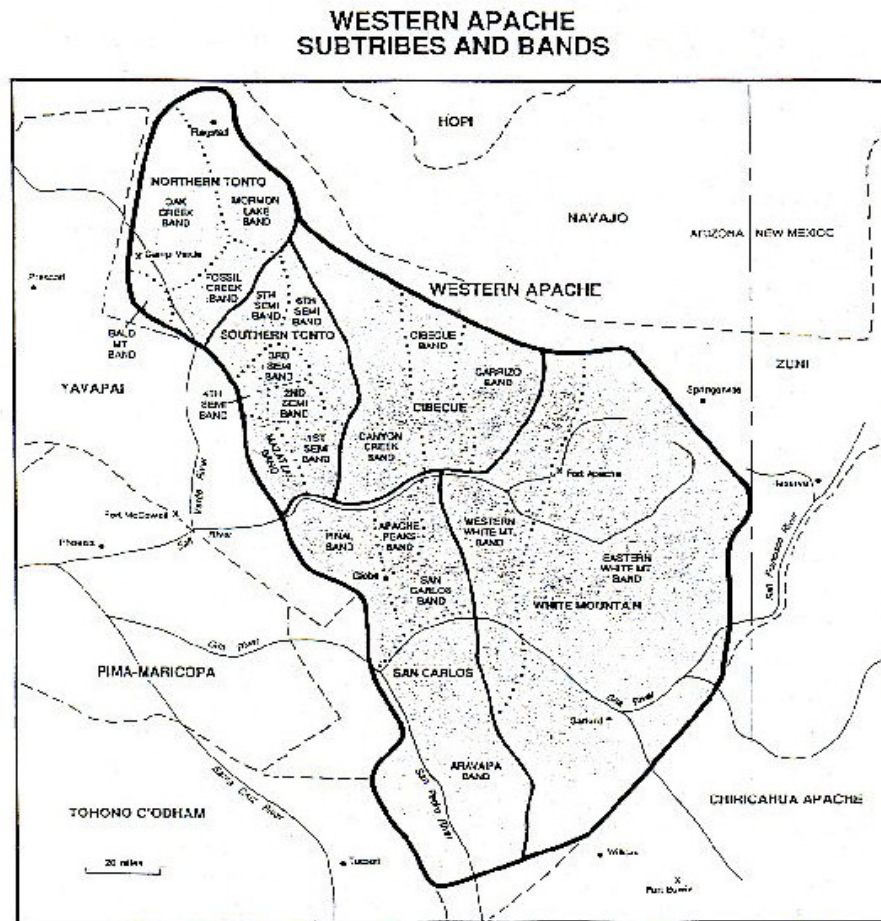 WESTERN APACHE
SUBTRIBES AND BANDS
HOPI
Flagstaff
NORTHERN TONTO
OAK
CREEK
BAND
MORMON
LAKE
BAND
NAVAJO
ARIZONA
NEW MEXICO
Camp Verde
Prescott
FOSSIL
CREEK
BAND
5TH
SEMI
BAND
6TH
SEMI
BAND
WESTERN APACHE
BALD
MT
BAND
SOUTHERN TONTO
CIBECUE
BAND
3RD
SEMI
BAND
CARRIZO
BAND
ZUNI
YAVAPAI
4TH
SEMI
BAND
2ND
SEMI
BAND
Springerville
CIBECUE
MAZATZAL
BAND
1ST
SEMI
BAND
CANYON
CREEK
BAND
Fort Apache
Reserve
Verde River
Fort McDowell
Salt River
Phoenix
PINAL
BAND
APACHE
PEAKS
BAND
WESTERN
WHITE MT.
BAND
EASTERN
WHITE MT.
BAND
San Francisco River
Globe
SAN
CARLOS
BAND
WHITE MOUNTAIN
Gila River
PIMA-MARICOPA
SAN CARLOS
Gila River
Safford
ARAVAIPA
BAND
San Pedro River
Santa Cruz River
CHIRICAHUA APACHE
TOHONO O'ODHAM
20 miles
Tucson
Willcox
Fort Bowie